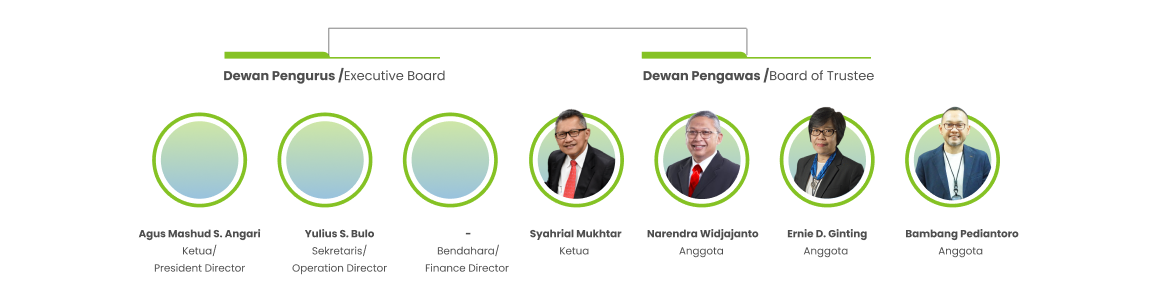 Dewan Pengurus /Executive Board
Dewan Pengawas /Board of Trustee
Agus Mashud S. Angari
Ketua/
President Director
Yulius S. Bulo
Sekretaris/
Operation Director
-
Bendahara/
Finance Director
Syahrial Mukhtar
Ketua
Narendra Widjajanto
Anggota
Ernie D. Ginting
Anggota
Bambang Pediantoro
Anggota